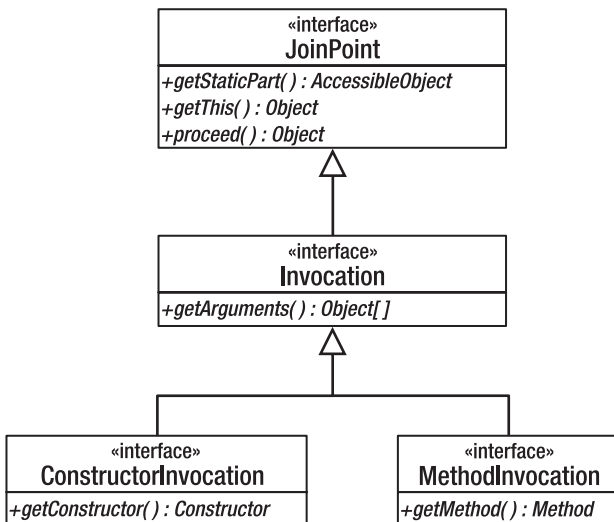 «interface»
JoinPoint
+getStaticPart( ) : AccessibleObject
+getThis( ) : Object
+proceed( ) : Object
«interface»
Invocation
+getArguments( ) : Object[ ]
«interface»
ConstructorInvocation
+getConstructor( ) : Constructor
«interface»
MethodInvocation
+getMethod( ) : Method